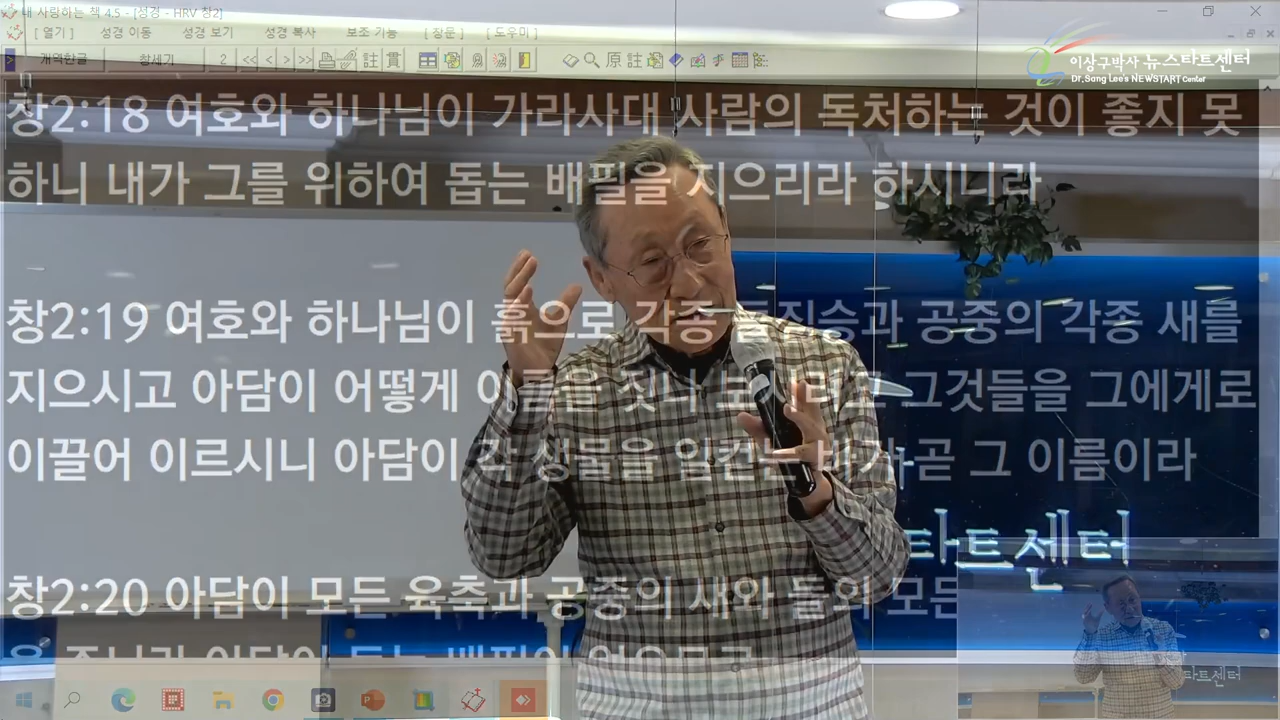 내 사랑하는 책 4.5 - [성경 - HRV 창2]
[ 열기 ] 성경 이동 성경 보기 성경 복사 보조 기능 [ 장문 ] [ 도우미 ]
개역한글 창세기 2 << < > >> 註 貫 原 註
이상구박사 뉴스타트센터
Dr. Sang Lee's NEWSTART Center
창2:18 여호와 하나님이 가라사대 사람의 독처하는 것이 좋지 못
하니 내가 그를 위하여 돕는 배필을 지으리라 하시니라
창2:19 여호와 하나님이 흙으로 각종 들짐승과 공중의 각종 새를
지으시고 아담이 어떻게 이름을 짓나 보시려고 그것들을 그에게로
이끌어 이르시니 아담이 각 생물을 일컫는 바가 곧 그 이름이라
타트센터
창2:20 아담이 모든 육축과 공중의 새와 들의 모든
타트센터